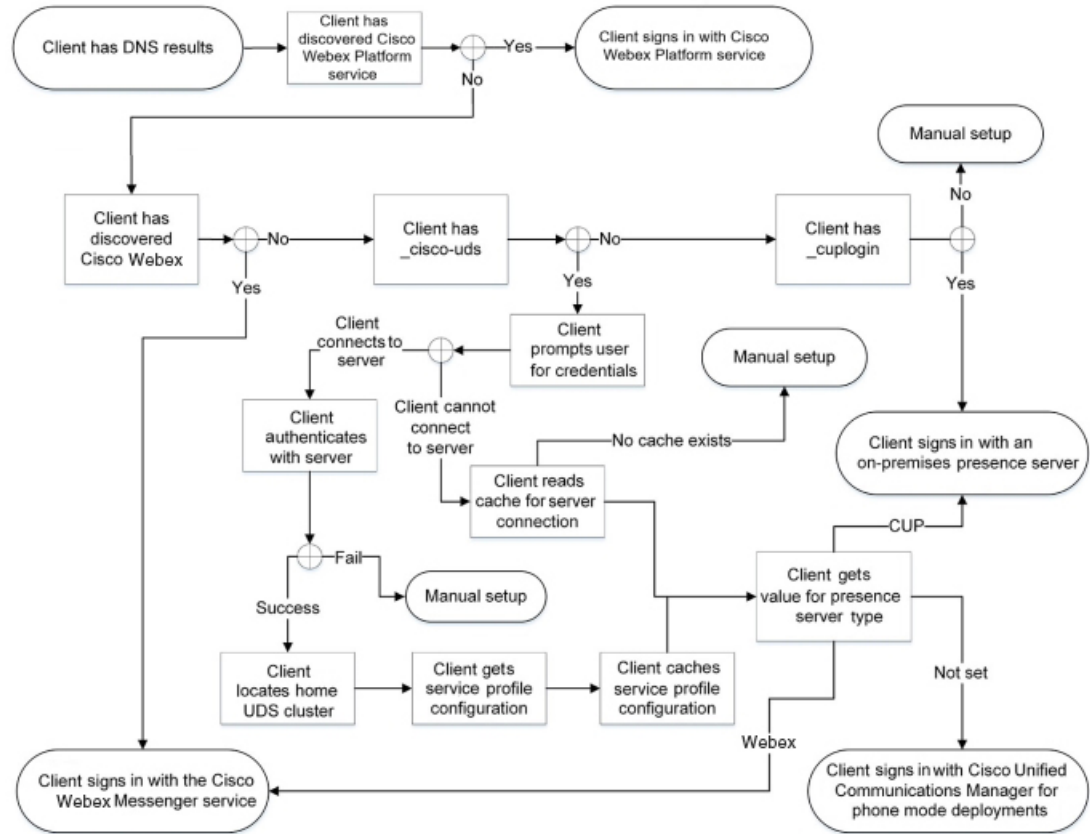 Client has DNS results
Client has
discovered Cisco
Webex Platform
service
Yes
Client signs in with Cisco
Webex Platform service
No
Manual setup
No
Client has
discovered
Cisco Webex
No
Client has
_cisco-uds
No
Client has
_cuplogin
Yes
Yes
Yes
Client
connects to
server
Client
prompts user
for credentials
Manual setup
Client
authenticates
with server
Client cannot
connect
to server
No cache exists
Client signs in with an
on-premises presence server
Client reads
cache for server
connection
CUP
Fail
Client gets
value for presence
server type
Manual setup
Success
Client
locates home
UDS cluster
Client gets
service profile
configuration
Client caches
service profile
configuration
Not set
Webex
Client signs in with the Cisco
Webex Messenger service
Client signs in with Cisco Unified
Communications Manager for
phone mode deployments